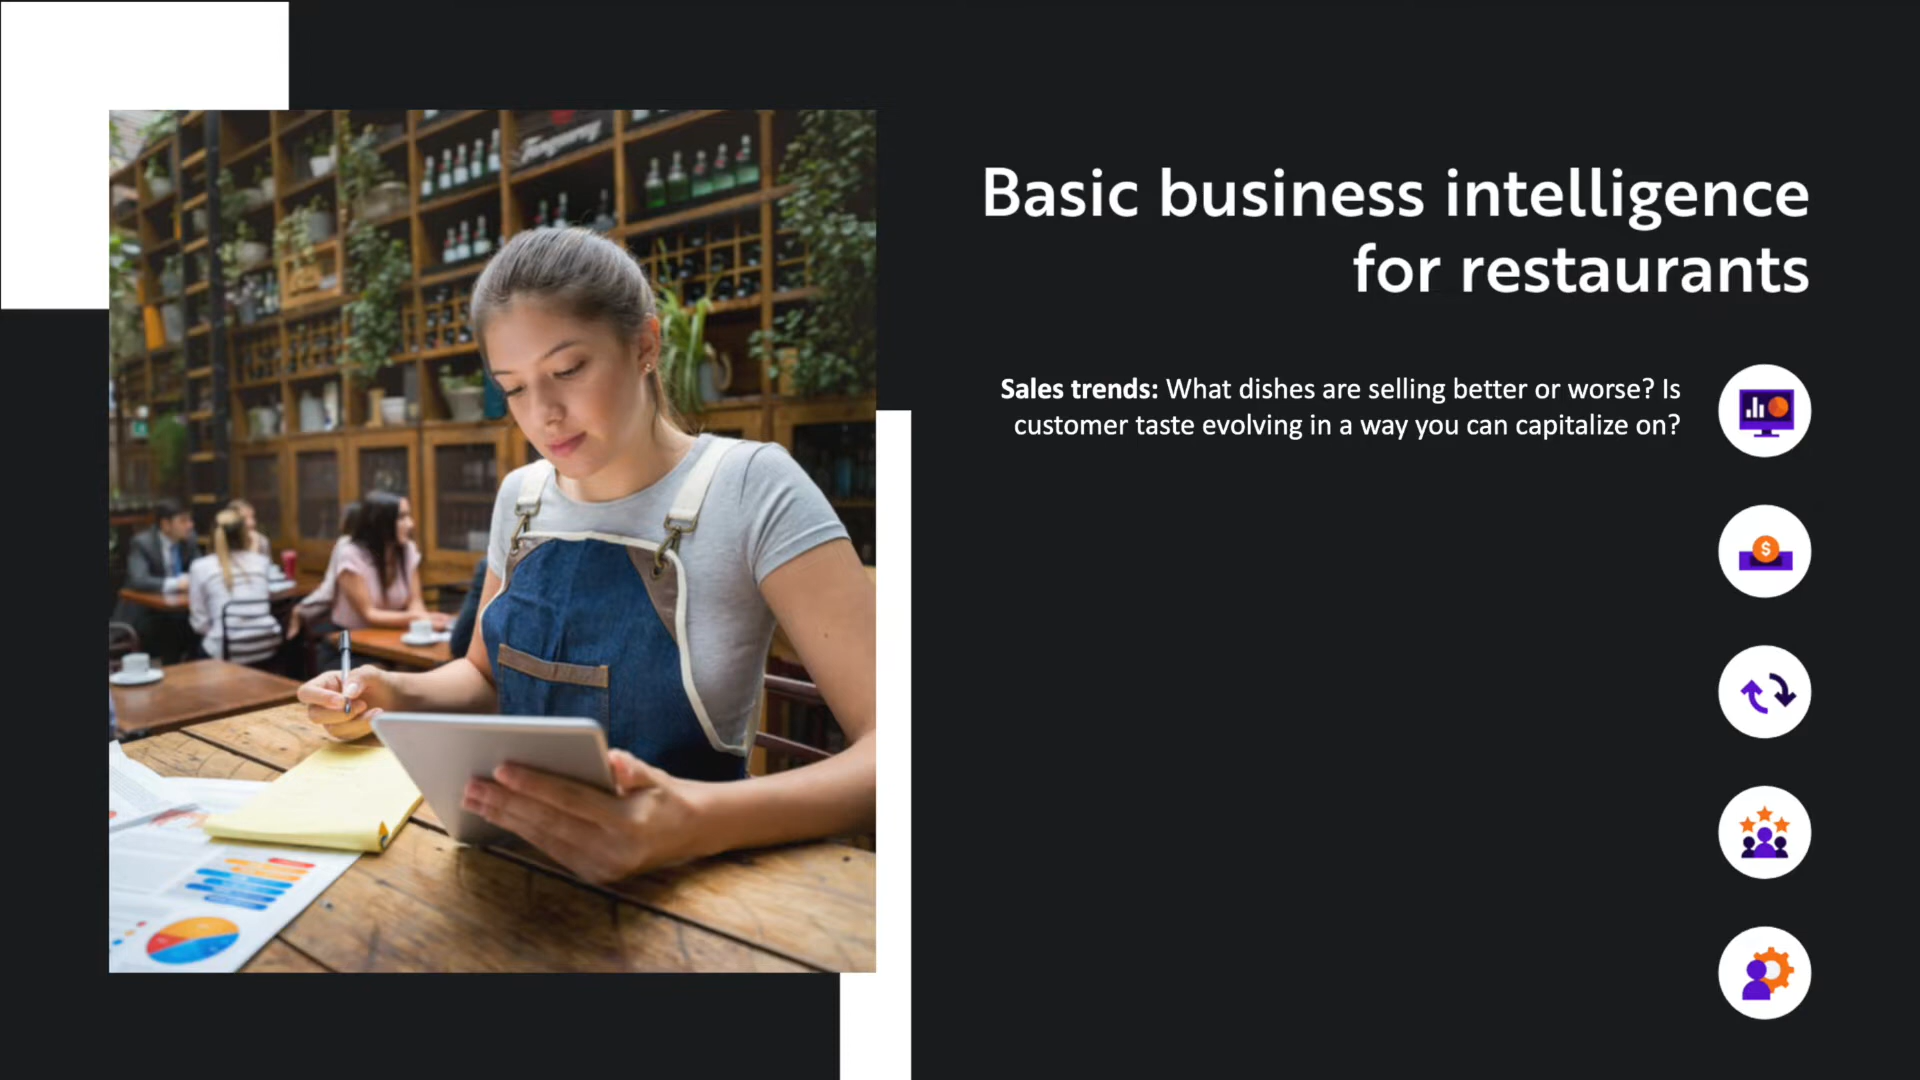 Basic business intelligence
for restaurants
Sales trends: What dishes are selling better or worse? Is
customer taste evolving in a way you can capitalize on?
$